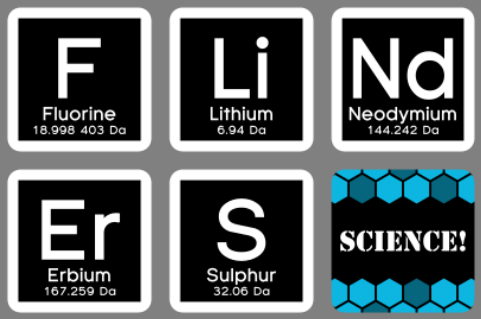 F
Fluorine
18.998 403 Da
Li
Lithium
6.94 Da
Nd
Neodymium
144.242 Da
Er
Erbium
167.259 Da
S
Sulphur
32.06 Da
SCIENCE!